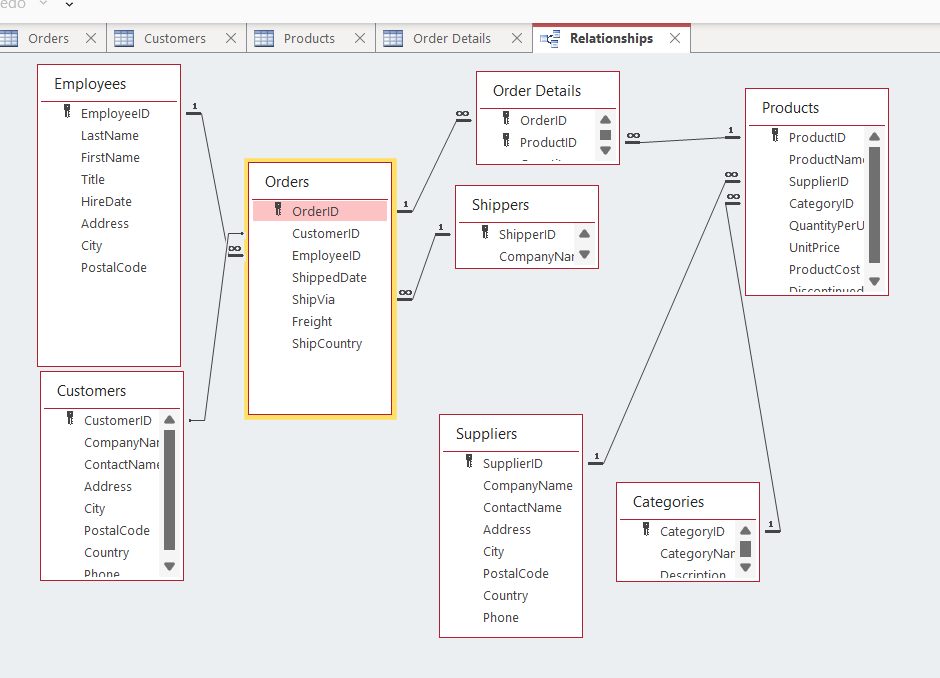 edo
Orders
Customers
Products
Order Details
Relationships
Employees
EmployeeID
LastName
FirstName
Title
HireDate
Address
City
PostalCode
1
∞
Orders
OrderID
CustomerID
EmployeeID
ShippedDate
ShipVia
Freight
ShipCountry
1
∞
Order Details
OrderID
ProductID
∞
∞
1
Shippers
ShipperID
CompanyNar
1
Products
ProductID
ProductName
SupplierID
CategoryID
QuantityPerU
UnitPrice
ProductCost
Discontinued
∞
∞
Customers
CustomerID
CompanyNar
ContactName
Address
City
PostalCode
Country
Phone
Suppliers
SupplierID
CompanyName
ContactName
Address
City
PostalCode
Country
Phone
1
Categories
CategoryID
CategoryNar
Description
1